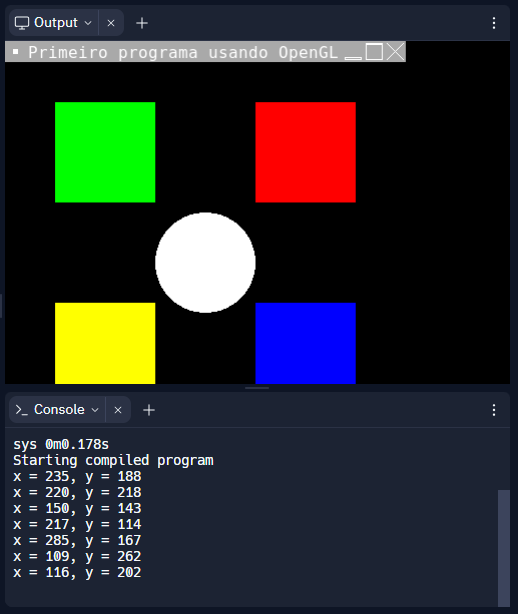 Output
Primeiro programa usando OpenGL
Console
sys 0m0.178s
Starting compiled program
x = 235, y = 188
x = 220, y = 218
x = 150, y = 143
x = 217, y = 114
x = 285, y = 167
x = 109, y = 262
x = 116, y = 202